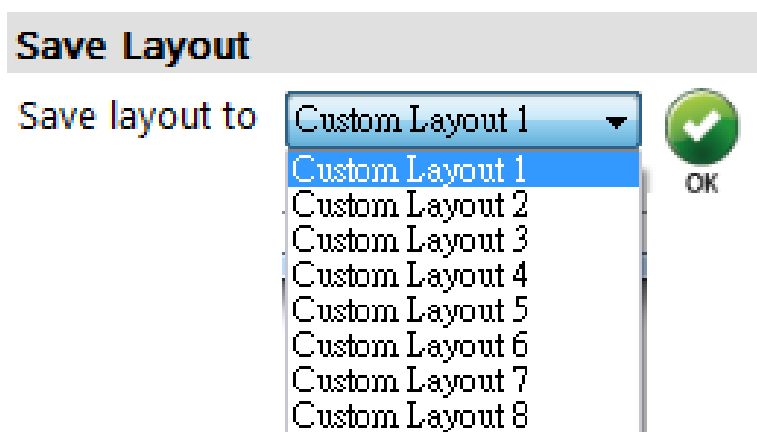 Save Layout
Save layout to Custom Layout 1
OK
Custom Layout 1
Custom Layout 2
Custom Layout 3
Custom Layout 4
Custom Layout 5
Custom Layout 6
Custom Layout 7
Custom Layout 8